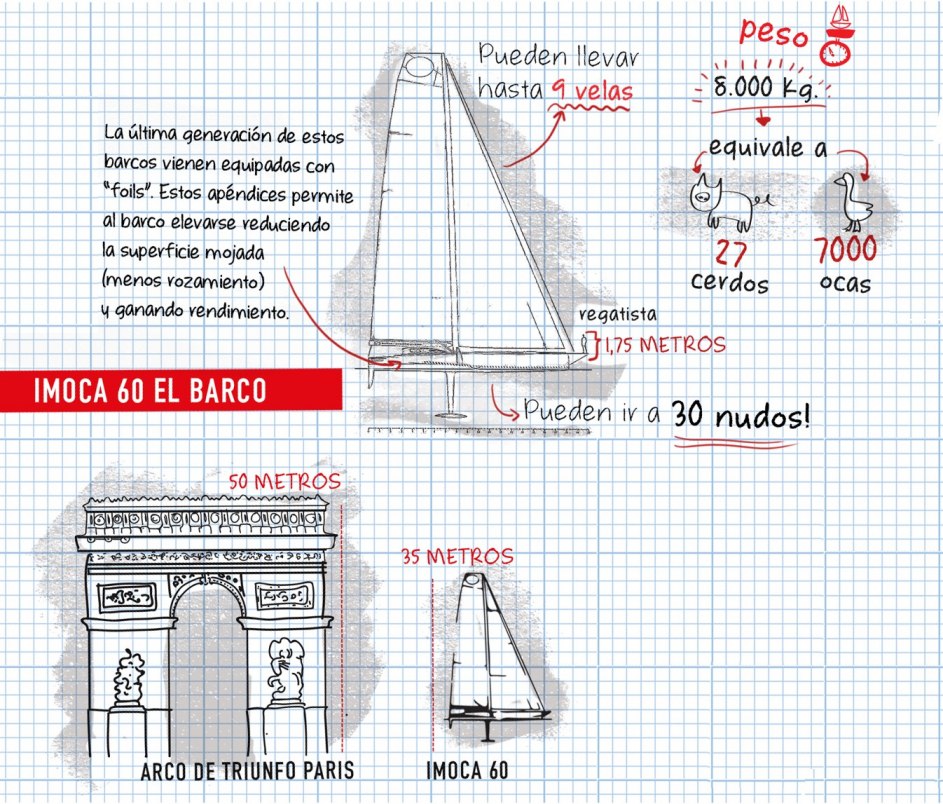 peso
8.000 Kg.
equivale a
27
cerdos
7000
ocas
Pueden llevar
hasta 9 velas
La última generación de estos
barcos vienen equipadas con
"foils". Estos apéndices permite
al barco elevarse reduciendo
la superficie mojada
(menos rozamiento)
y ganando rendimiento.
regatista
1,75 METROS
IMOCA 60 EL BARCO
Pueden ir a 30 nudos!
50 METROS
35 METROS
ARCO DE TRIUNFO PARIS
IMOCA 60